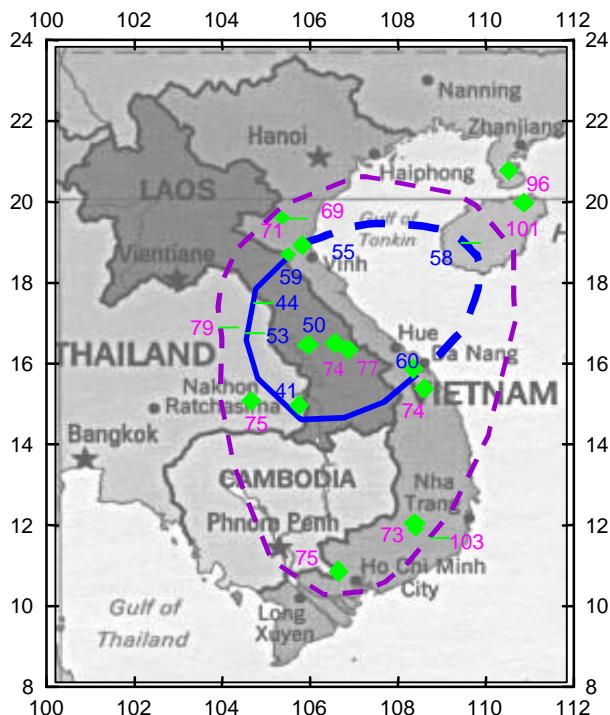 100 102 104 106 108 110 112
24
22
20
18
16
14
12
10
8
Nanning
Zhanjiang
Hanoi
Haiphong
96
LAOS
69
71
Gulf of
Tonkin
101
H
55
58
Vientiane
Vinh
59
44
79
53
50
Hue
THAILAND
74
77
60
Da Nang
Nakhon
Ratchasima
41
75
74
VIETNAM
Bangkok
CAMBODIA
Nha
Trang
Phnom Penh
73
103
75
Ho Chi Minh
City
Gulf of
Thailand
Long
Xuyen
100 102 104 106 108 110 112